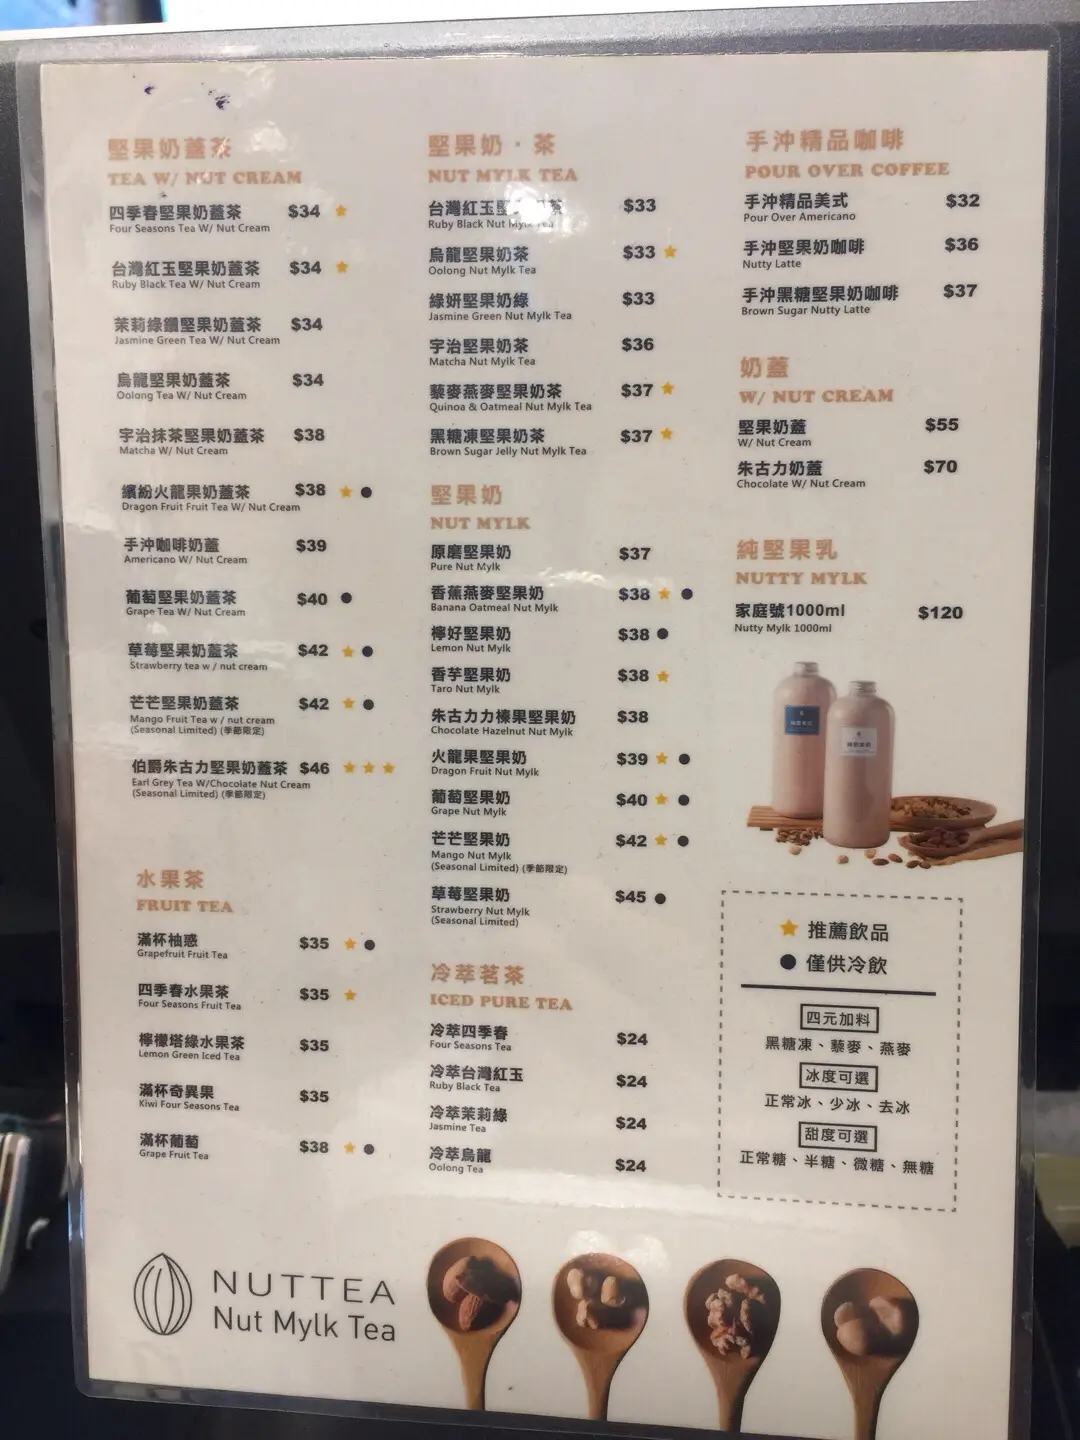 堅果奶蓋茶
TEA W/ NUT CREAM
四季春堅果奶蓋茶 $34 ★
Four Seasons Tea W/ Nut Cream
台灣紅玉堅果奶蓋茶 $34 ★
Ruby Black Tea W/ Nut Cream
茉莉綠鑽堅果奶蓋茶 $34
Jasmine Green Tea W/ Nut Cream
烏龍堅果奶蓋茶 $34
Oolong Tea W/ Nut Cream
宇治抹茶堅果奶蓋茶 $38
Matcha W/ Nut Cream
繽紛火龍果奶蓋茶 $38 ★ ●
Dragon Fruit Fruit Tea W/ Nut Cream
手沖咖啡奶蓋 $39
Americano W/ Nut Cream
葡萄堅果奶蓋茶 $40 ●
Grape Tea W/ Nut Cream
草莓堅果奶蓋茶 $42 ★ ●
Strawberry tea w / nut cream
芒芒堅果奶蓋茶 $42 ★ ●
Mango Fruit Tea w / nut cream
(Seasonal Limited) (季節限定)
伯爵朱古力堅果奶蓋茶 $46 ★ ★ ★
Earl Grey Tea W/Chocolate Nut Cream
(Seasonal Limited) (季節限定)
水果茶
FRUIT TEA
滿杯柚惑 $35 ★ ●
Grapefruit Fruit Tea
四季春水果茶 $35 ★
Four Seasons Fruit Tea
檸檬塔綠水果茶 $35
Lemon Green Iced Tea
滿杯奇異果 $35
Kiwi Four Seasons Tea
滿杯葡萄 $38 ★ ●
Grape Fruit Tea
堅果奶・茶
NUT MYLK TEA
台灣紅玉堅果奶茶 $33
Ruby Black Nut Mylk Tea
烏龍堅果奶茶 $33 ★
Oolong Nut Mylk Tea
綠妍堅果奶綠 $33
Jasmine Green Nut Mylk Tea
宇治堅果奶茶 $36
Matcha Nut Mylk Tea
藜麥燕麥堅果奶茶 $37 ★
Quinoa & Oatmeal Nut Mylk Tea
黑糖凍堅果奶茶 $37 ★
Brown Sugar Jelly Nut Mylk Tea
堅果奶
NUT MYLK
原磨堅果奶 $37
Pure Nut Mylk
香蕉燕麥堅果奶 $38 ★ ●
Banana Oatmeal Nut Mylk
檸好堅果奶 $38 ●
Lemon Nut Mylk
香芋堅果奶 $38 ★
Taro Nut Mylk
朱古力力榛果堅果奶 $38
Chocolate Hazelnut Nut Mylk
火龍果堅果奶 $39 ★ ●
Dragon Fruit Nut Mylk
葡萄堅果奶 $40 ★ ●
Grape Nut Mylk
芒芒堅果奶 $42 ★ ●
Mango Nut Mylk
(Seasonal Limited) (季節限定)
草莓堅果奶 $45 ●
Strawberry Nut Mylk
(Seasonal Limited)
冷萃茗茶
ICED PURE TEA
冷萃四季春 $24
Four Seasons Tea
冷萃台灣紅玉 $24
Ruby Black Tea
冷萃茉莉綠 $24
Jasmine Tea
冷萃烏龍 $24
Oolong Tea
手沖精品咖啡
POUR OVER COFFEE
手沖精品美式 $32
Pour Over Americano
手沖堅果奶咖啡 $36
Nutty Latte
手沖黑糖堅果奶咖啡 $37
Brown Sugar Nutty Latte
奶蓋
W/ NUT CREAM
堅果奶蓋 $55
W/ Nut Cream
朱古力奶蓋 $70
Chocolate W/ Nut Cream
純堅果乳
NUTTY MYLK
家庭號1000ml $120
Nutty Mylk 1000ml
★ 推薦飲品
● 僅供冷飲
四元加料
黑糖凍、藜麥、燕麥
冰度可選
正常冰、少冰、去冰
甜度可選
正常糖、半糖、微糖、無糖
NUTTEA
Nut Mylk Tea